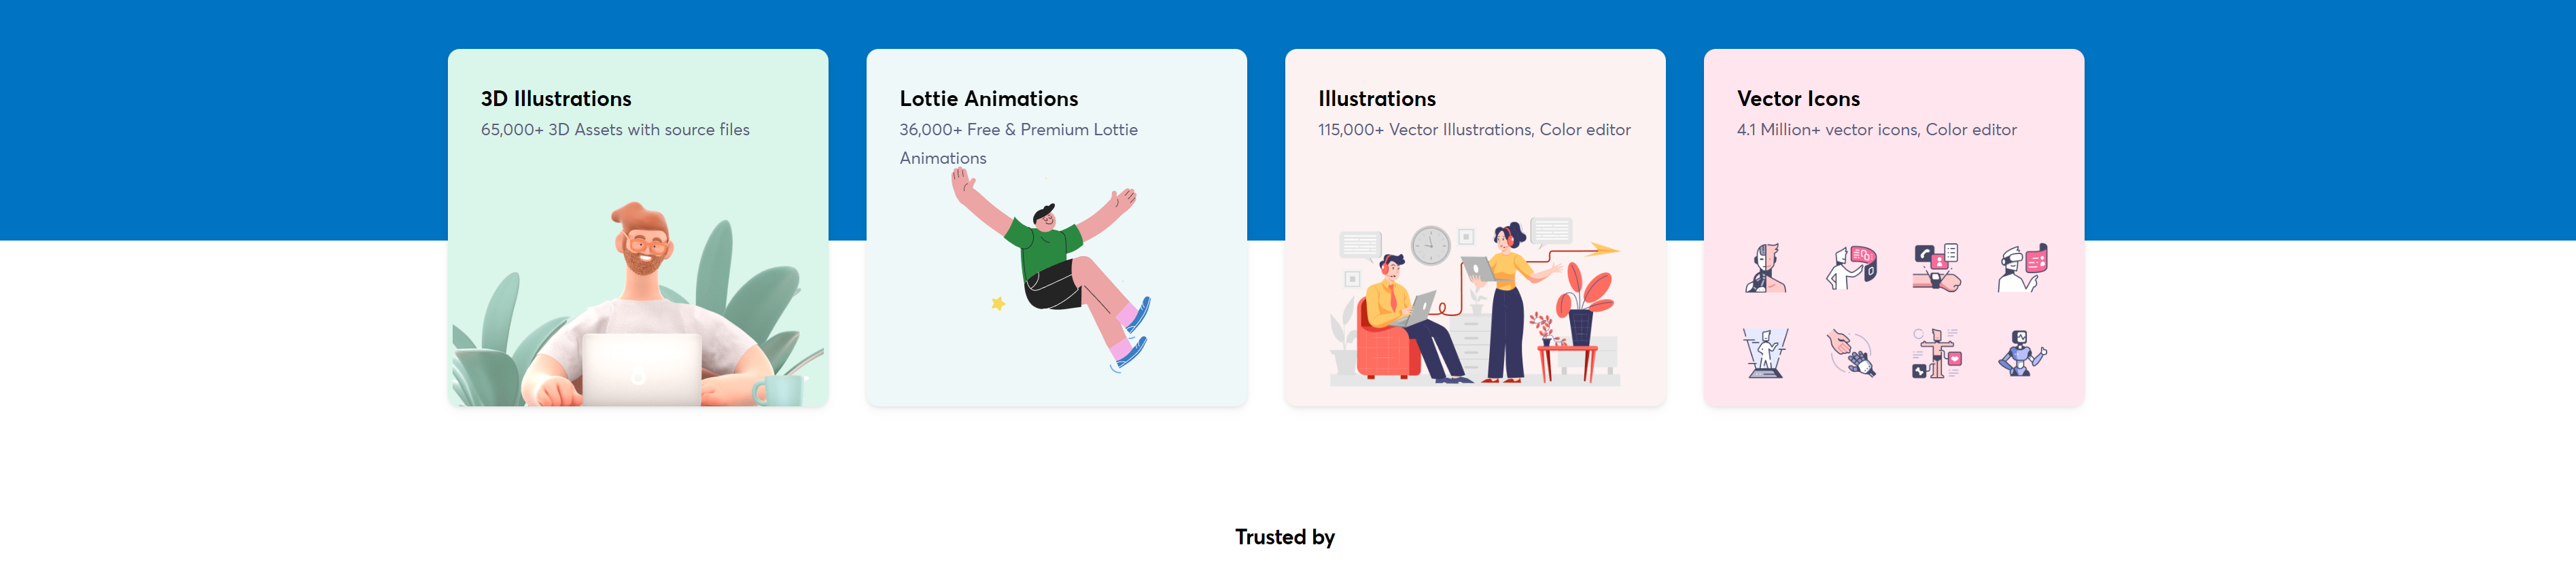 3D Illustrations
65,000+ 3D Assets with source files
Lottie Animations
36,000+ Free & Premium Lottie
Animations
Illustrations
115,000+ Vector Illustrations, Color editor
Vector Icons
4.1 Million+ vector icons, Color editor
Trusted by